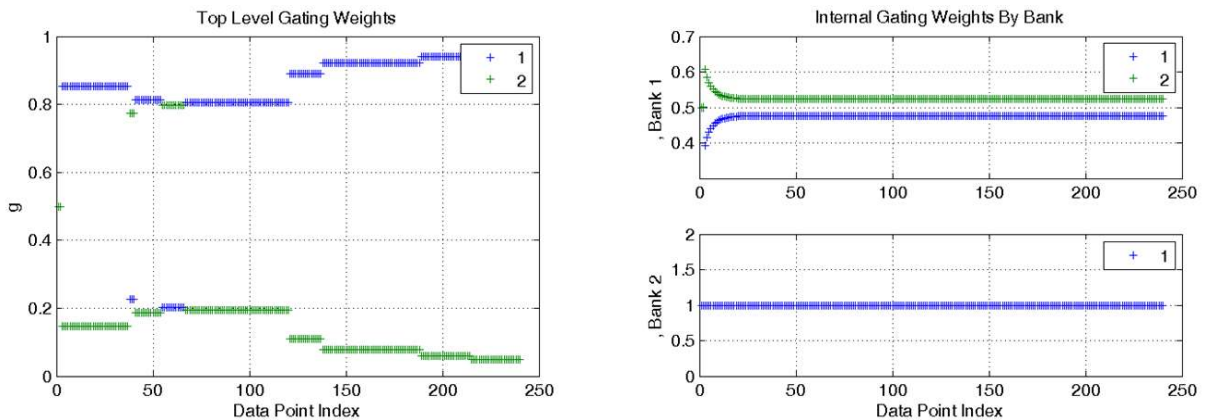 Top Level Gating Weights
1
0.8
0.6
0.4
0.2
0
g
0 50 100 150 200 250
Data Point Index
1
2
Internal Gating Weights By Bank
0.7
0.6
0.5
0.4
, Bank 1
0 50 100 150 200 250
1
2
2
1.5
1
0.5
0
, Bank 2
0 50 100 150 200 250
Data Point Index
1